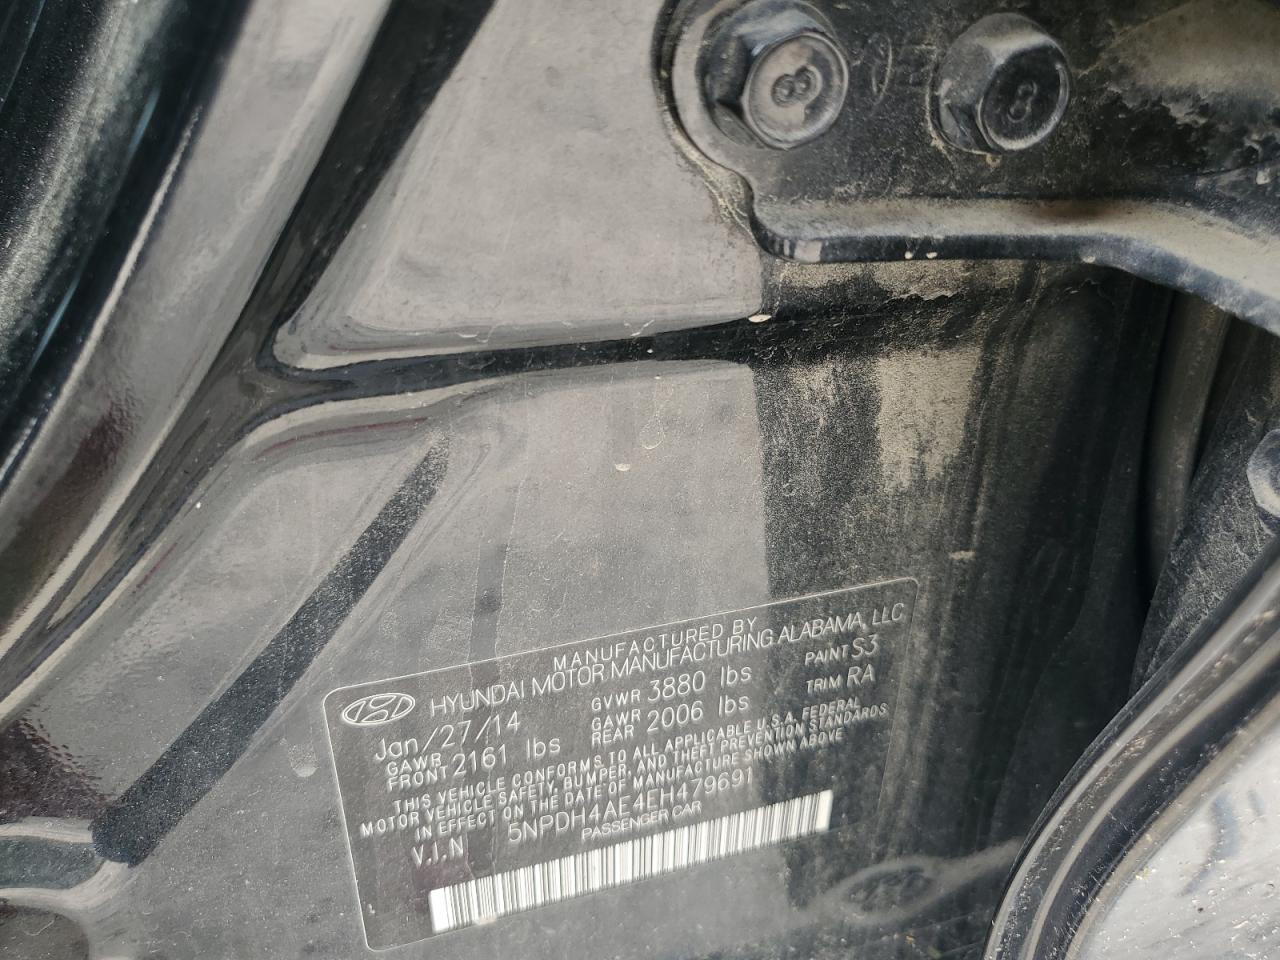 8
8
MANUFACTURED BY
HYUNDAI MOTOR MANUFACTURING ALABAMA, LLC
Jan/27/14 GVWR 3880 lbs PAINT S3
GAWR FRONT 2161 lbs GAWR REAR 2006 lbs TRIM RA
THIS VEHICLE CONFORMS TO ALL APPLICABLE U.S.A. FEDERAL
MOTOR VEHICLE SAFETY, BUMPER, AND THEFT PREVENTION STANDARDS
IN EFFECT ON THE DATE OF MANUFACTURE SHOWN ABOVE
V.I.N 5NPDH4AE4EH479691
PASSENGER CAR